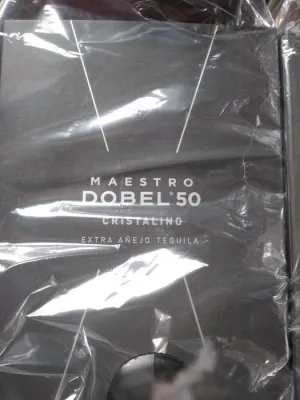 MAESTRO
DOBEL® 50
CRISTALINO
EXTRA AÑEJO TEQUILA